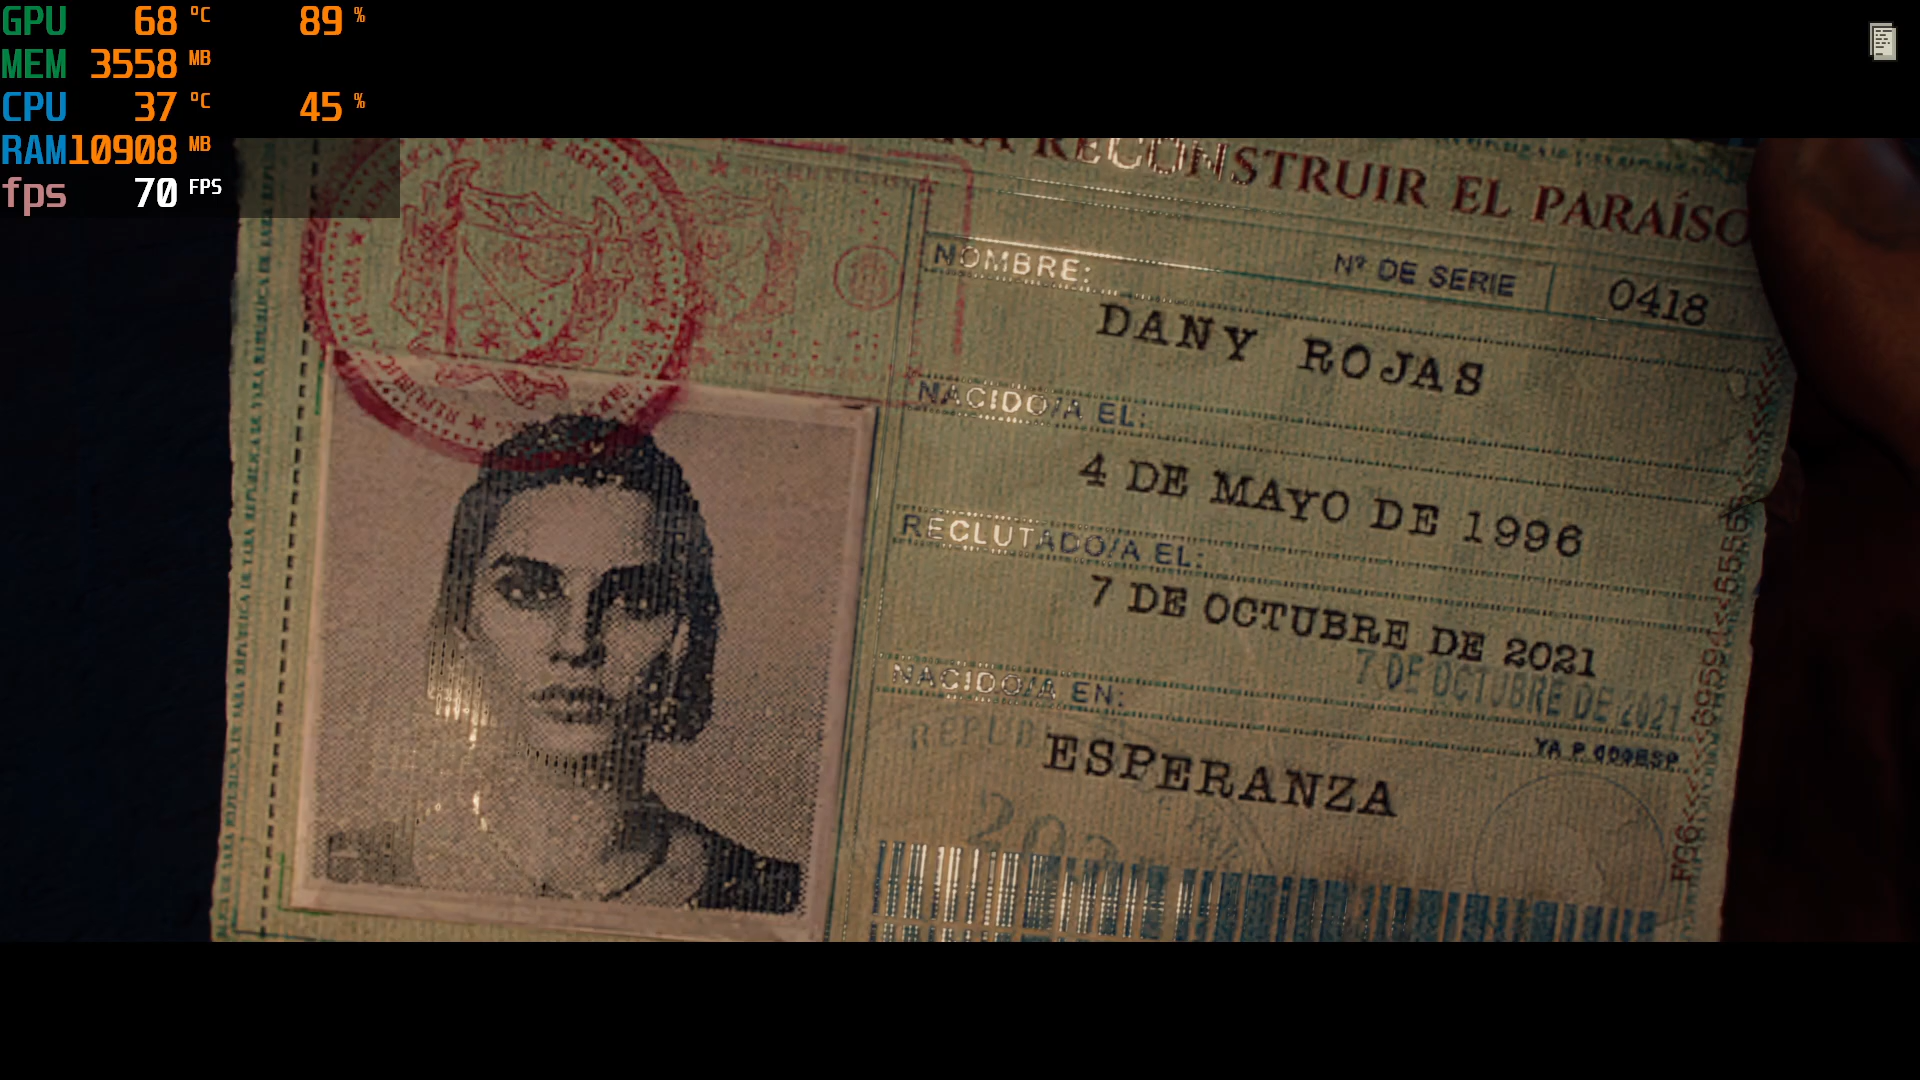 GPU 68 °C 89 %
MEM 3558 MB
CPU 37 °C 45 %
RAM 10908 MB
fps 70 FPS
RECONSTRUIR EL PARAÍSO
NOMBRE:
Nº DE SERIE 0418
DANY ROJAS
NACIDO/A EL:
4 DE MAYO DE 1996
RECLUTADO/A EL:
7 DE OCTUBRE DE 2021
7 DE OCTUBRE DE 2021
NACIDO/A EN:
ESPERANZA